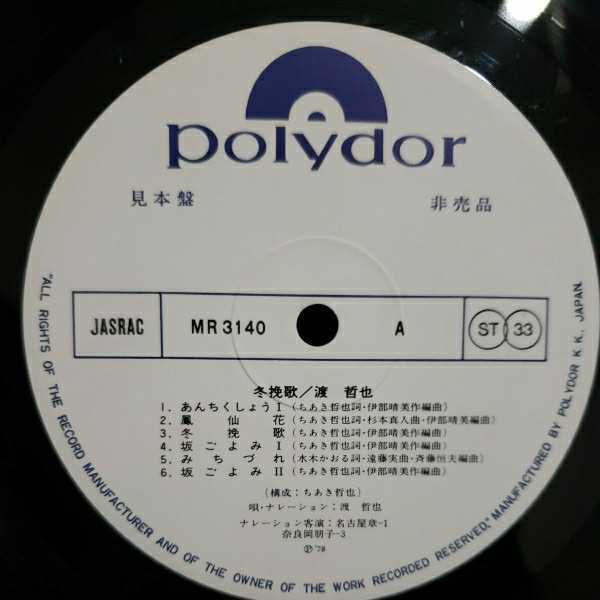 polydor
見本盤
非売品
JASRAC MR3140 A ST 33
冬挽歌／渡 哲也
1. あんちくしょうI（ちあき哲也詞・伊部晴美作編曲）
2. 鳳仙花（ちあき哲也詞・杉本真人曲・伊部晴美編曲）
3. 冬挽歌（ちあき哲也詞・伊部晴美作編曲）
4. 坂ごよみI（ちあき哲也詞・伊部晴美作編曲）
5. みちづれ（水木かおる詞・遠藤実曲・斉藤恒夫編曲）
6. 坂ごよみII（ちあき哲也詞・伊部晴美作編曲）
（構成：ちあき哲也）
唄・ナレーション：渡 哲也
ナレーション客演：名古屋章-1
奈良岡朋子-3
Ⓟ '78
"ALL RIGHTS OF THE RECORD MANUFACTURER AND OF THE OWNER OF THE WORK RECORDED RESERVED." MANUFACTURED BY POLYDOR K.K., JAPAN.